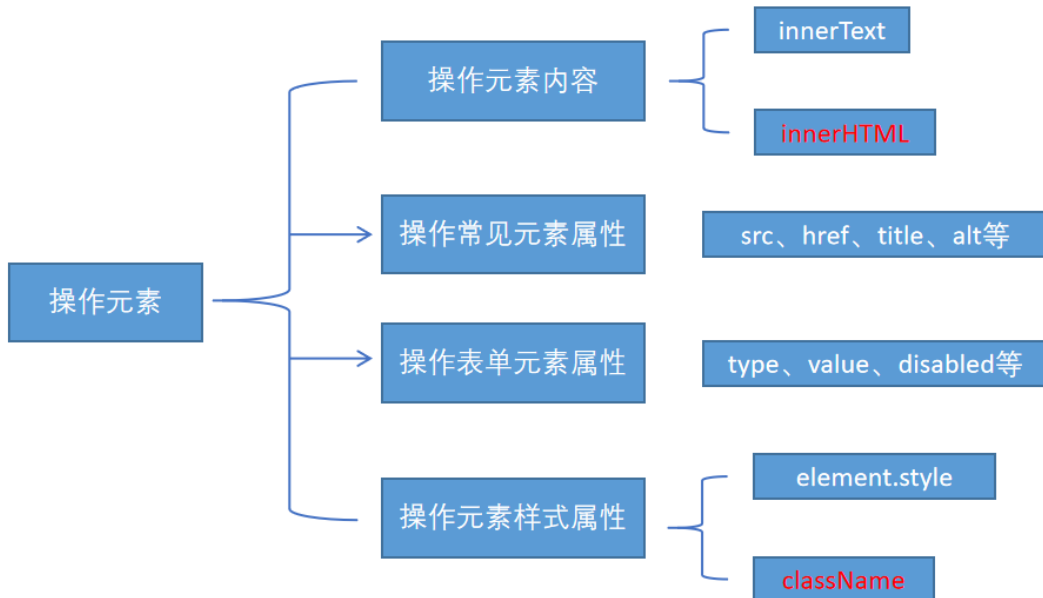 innerText
操作元素内容
innerHTML
操作常见元素属性
src、href、title、alt等
操作元素
操作表单元素属性
type、value、disabled等
element.style
操作元素样式属性
className